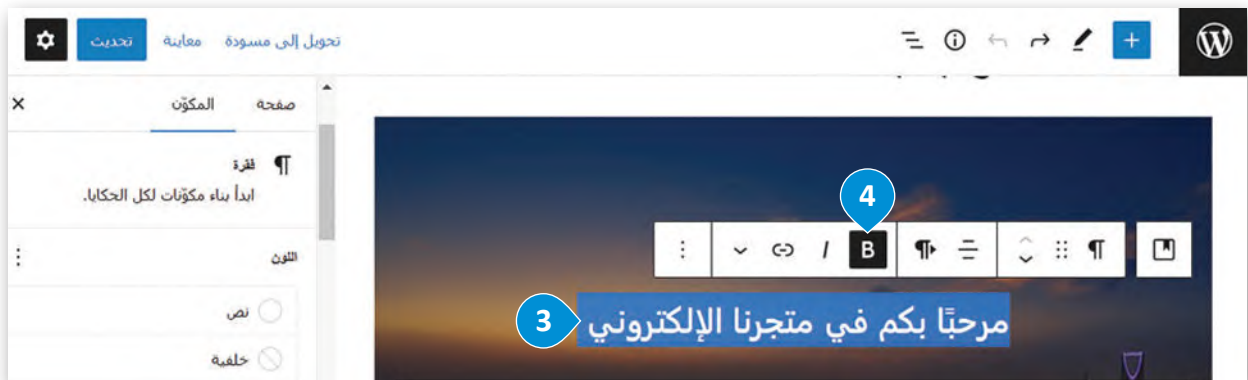 تحويل إلى مسودة معاينة تحديث
صفحة المكوّن
فقرة
ابدأ بناء مكوّنات لكل الحكايا.
اللون
نص
خلفية
4
B I
3 مرحبًا بكم في متجرنا الإلكتروني